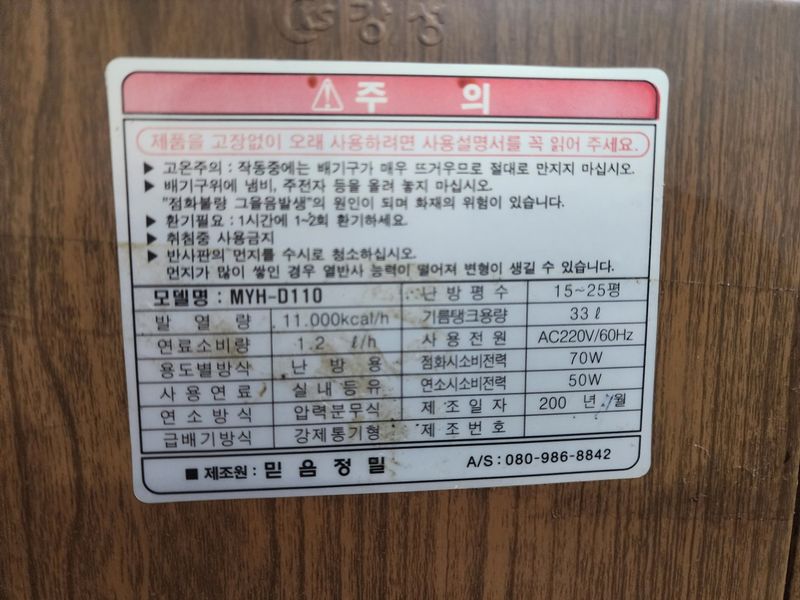 강성
주 의
제품을 고장없이 오래 사용하려면 사용설명서를 꼭 읽어 주세요.
▶ 고온주의 : 작동중에는 배기구가 매우 뜨거우므로 절대로 만지지 마십시오.
▶ 배기구위에 냄비, 주전자 등을 올려 놓지 마십시오.
"점화불량 그을음발생"의 원인이 되며 화재의 위험이 있습니다.
▶ 환기필요 : 1시간에 1~2회 환기하세요.
▶ 취침중 사용금지
▶ 반사판의 먼지를 수시로 청소하십시오.
먼지가 많이 쌓인 경우 열반사 능력이 떨어져 변형이 생길 수 있습니다.
모델명 : MYH-D110 난방평수 15~25평
발열량 11.000kcal/h 기름탱크용량 33ℓ
연료소비량 1.2 ℓ/h 사용전원 AC220V/60Hz
용도별방식 난방용 점화시소비전력 70W
사용연료 실내등유 연소시소비전력 50W
연소방식 압력분무식 제조일자 200 년 월
급배기방식 강제통기형 제조번호
■ 제조원 : 믿음정밀 A/S : 080-986-8842